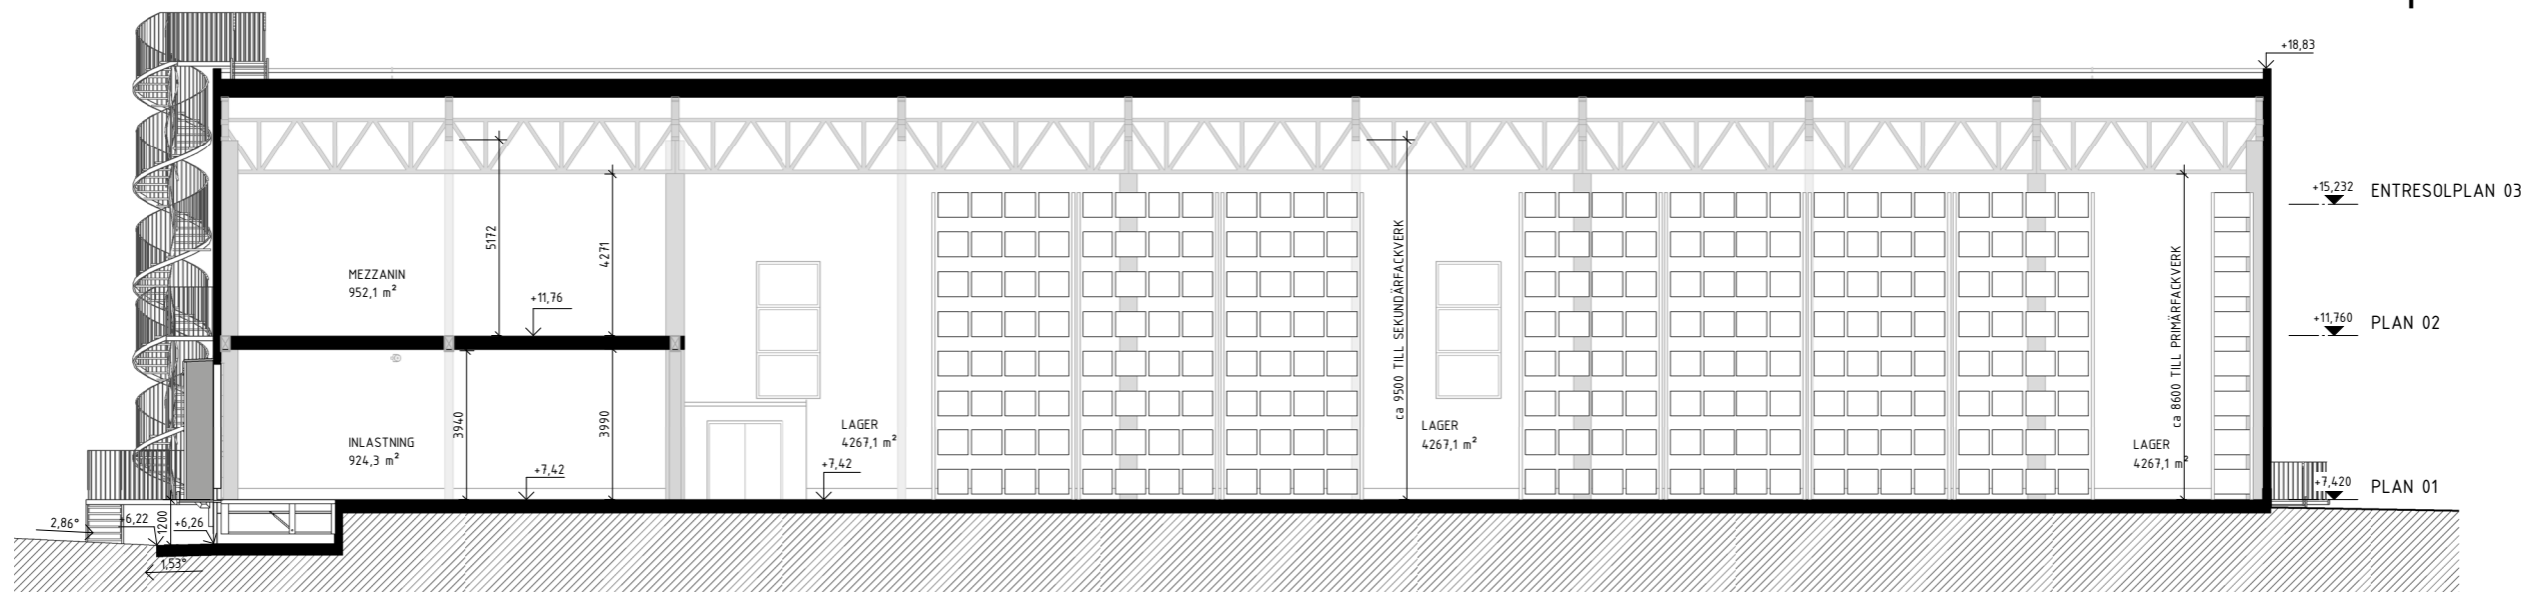 +18,83
+15,232 ENTRESOLPLAN 03
5172
4271
ca 9500 TILL SEKUNDÄRFACKVERK
ca 8600 TILL PRIMÄRFACKVERK
MEZZANIN
952,1 m²
+11,76
+11,760 PLAN 02
3940
3990
INLASTNING
924,3 m²
LAGER
4267,1 m²
LAGER
4267,1 m²
LAGER
4267,1 m²
+7,42
+7,42
+7,420 PLAN 01
2,86°
+6,22
1200
+6,26
1,53°